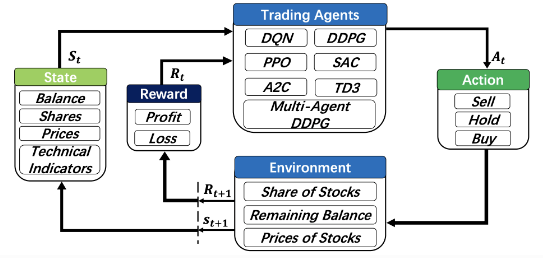 Trading Agents
DQN
DDPG
PPO
SAC
A2C
TD3
Multi-Agent
DDPG
S_t
R_t
A_t
State
Balance
Shares
Prices
Technical
Indicators
Reward
Profit
Loss
Action
Sell
Hold
Buy
Environment
Share of Stocks
Remaining Balance
Prices of Stocks
R_{t+1}
s_{t+1}